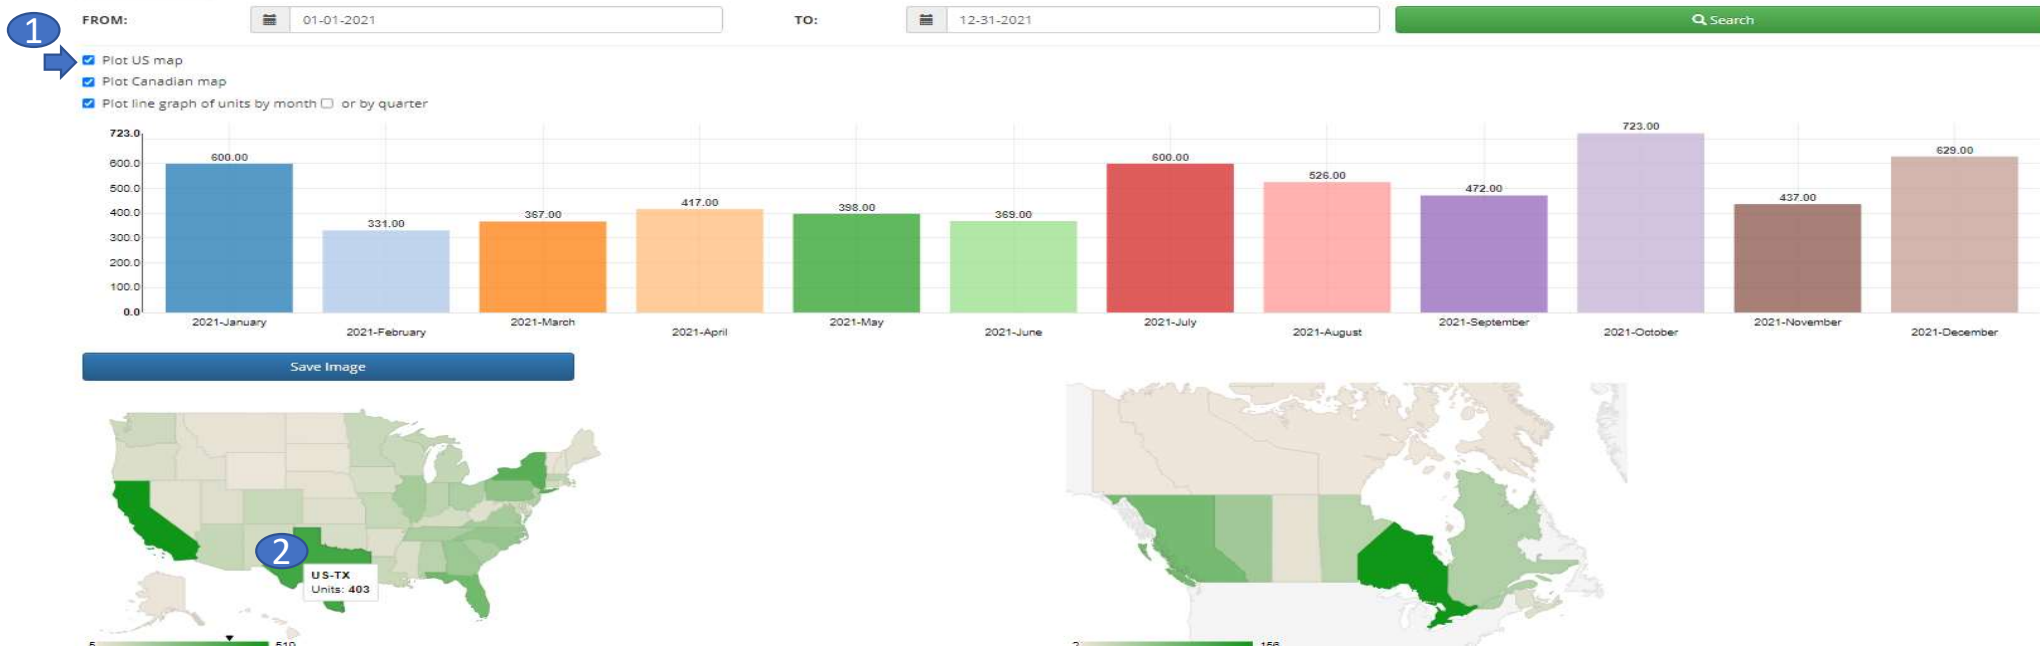 1
FROM: 01-01-2021 TO: 12-31-2021 Search
Plot US map
Plot Canadian map
Plot line graph of units by month or by quarter
723.0
600.0
500.0
400.0
300.0
200.0
100.0
0.0
600.00
331.00
367.00
417.00
398.00
369.00
600.00
526.00
472.00
723.00
437.00
629.00
2021-January
2021-February
2021-March
2021-April
2021-May
2021-June
2021-July
2021-August
2021-September
2021-October
2021-November
2021-December
Save Image
2
US-TX
Units: 403
5
510
2
156